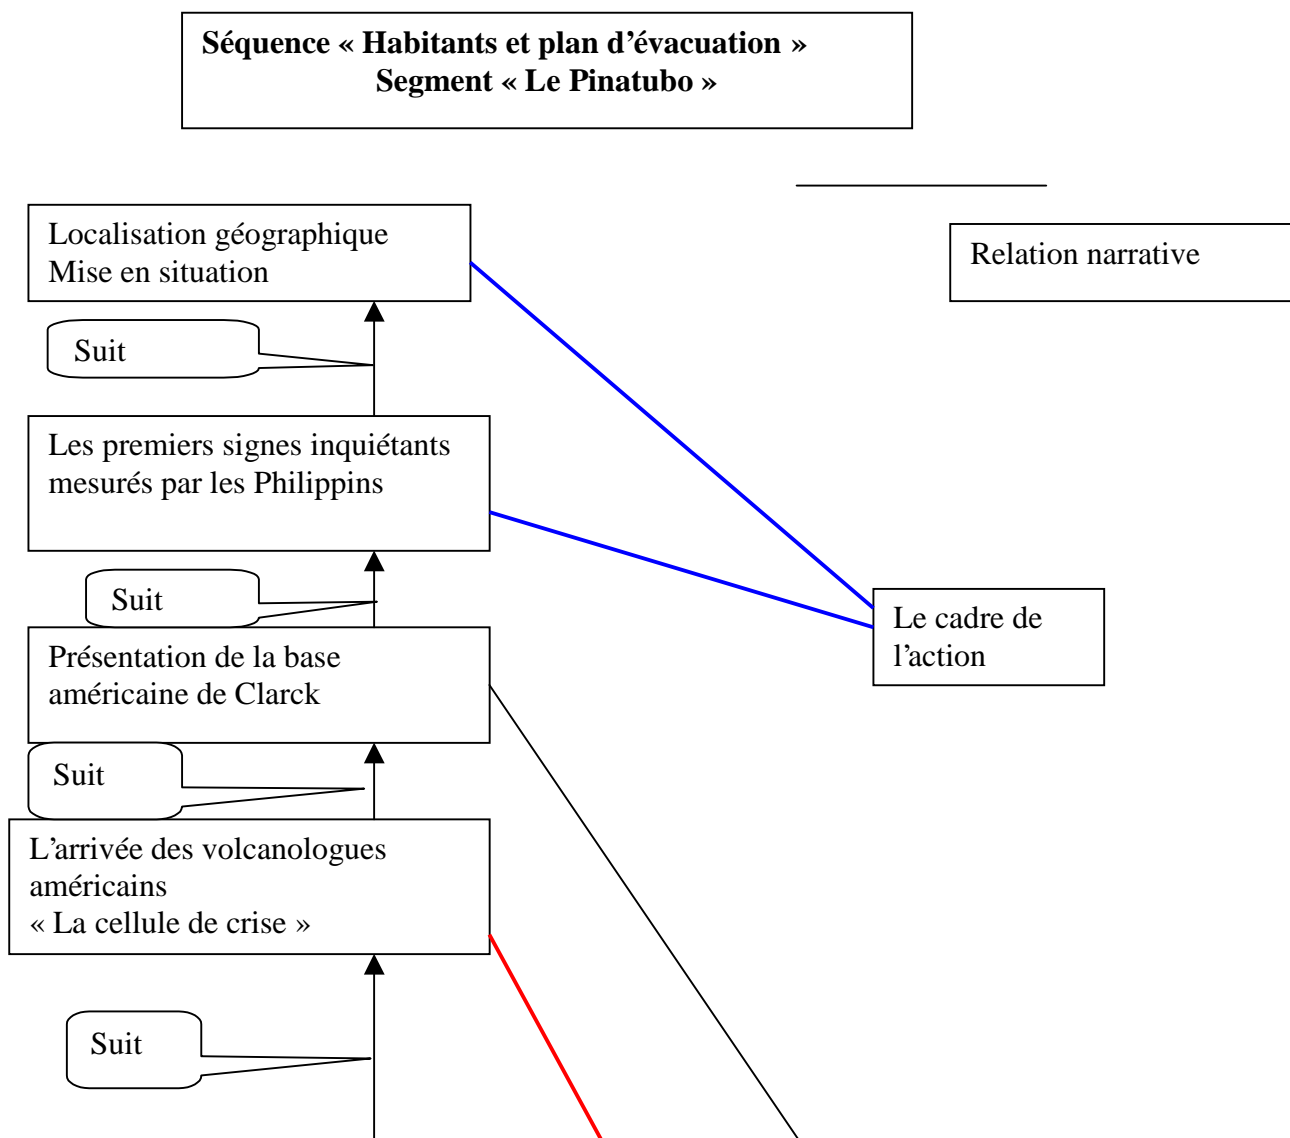 Séquence « Habitants et plan d’évacuation »
Segment « Le Pinatubo »
Localisation géographique
Mise en situation
Relation narrative
Suit
Les premiers signes inquiétants
mesurés par les Philippins
Suit
Le cadre de
l’action
Présentation de la base
américaine de Clarck
Suit
L’arrivée des volcanologues
américains
« La cellule de crise »
Suit